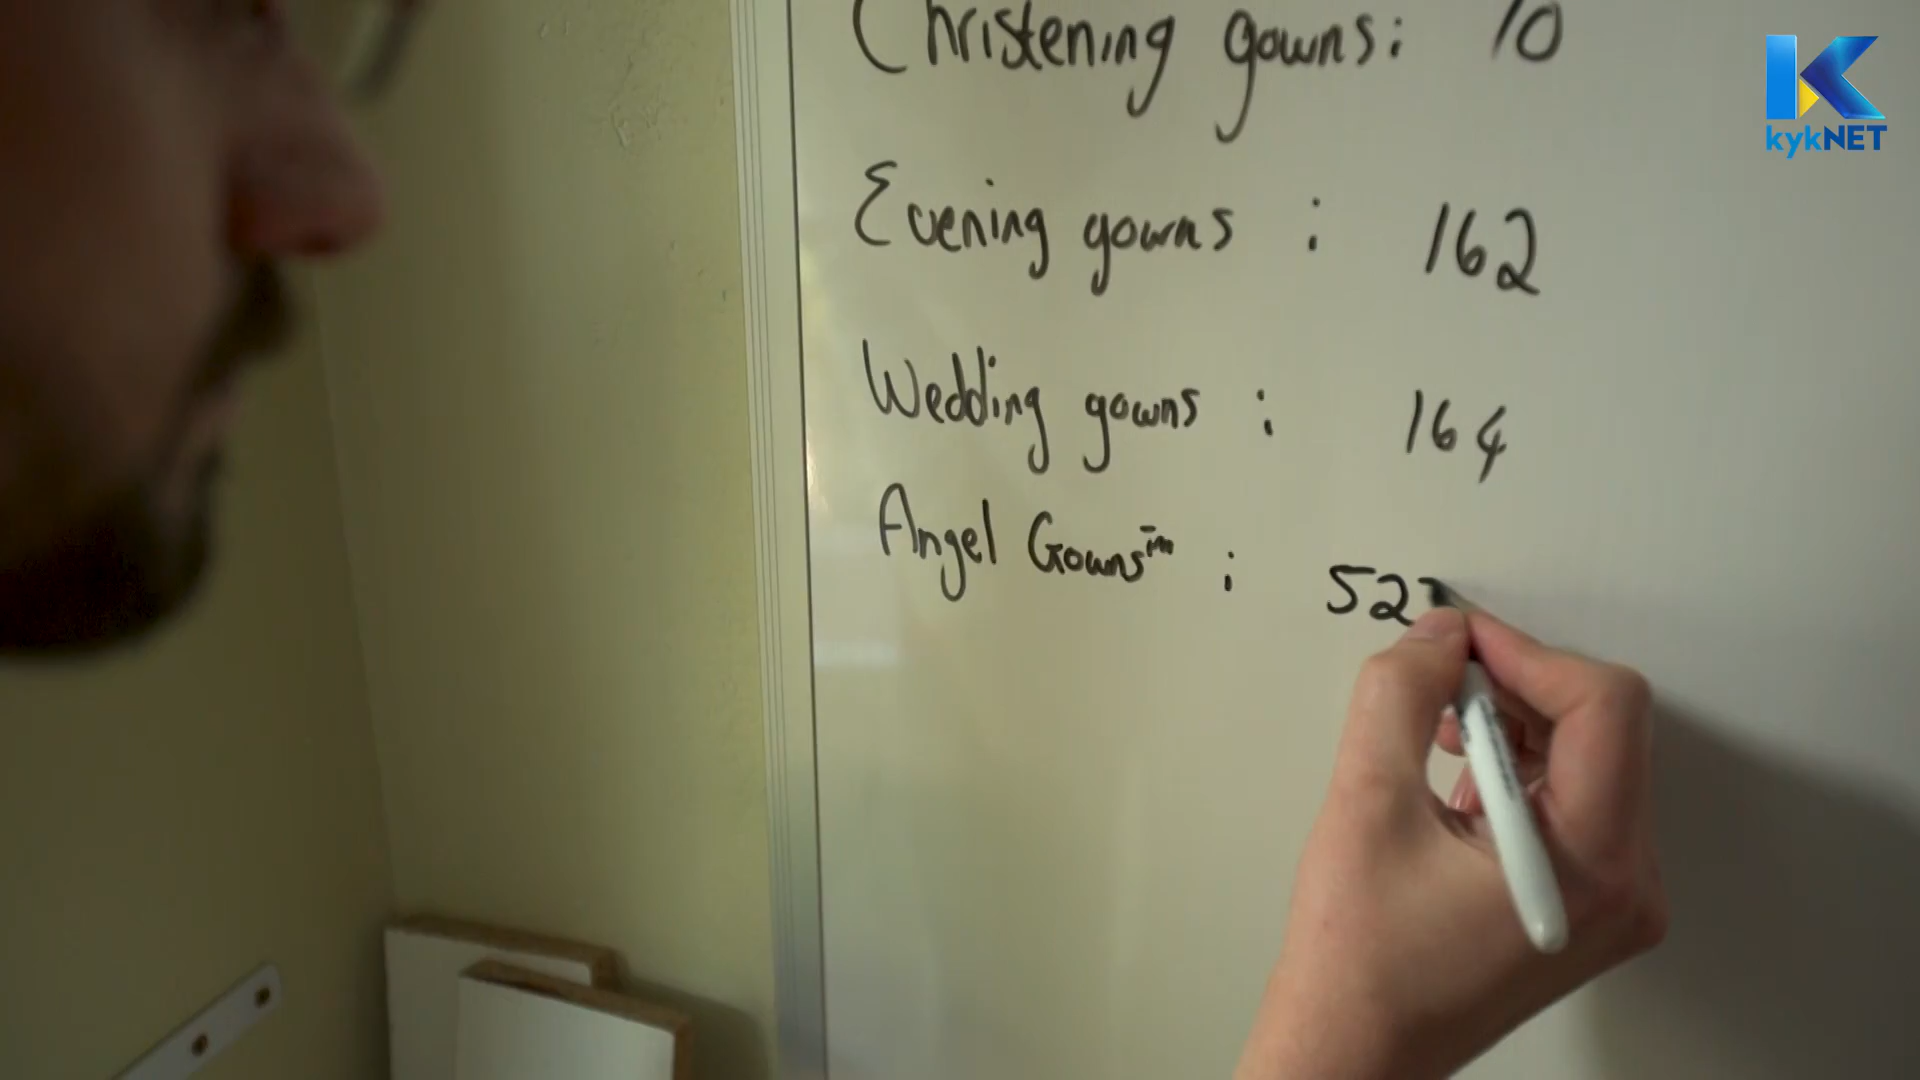 Christening gowns: 10
kykNET
Evening gowns : 162
Wedding gowns : 164
Angel Gowns™ : 52